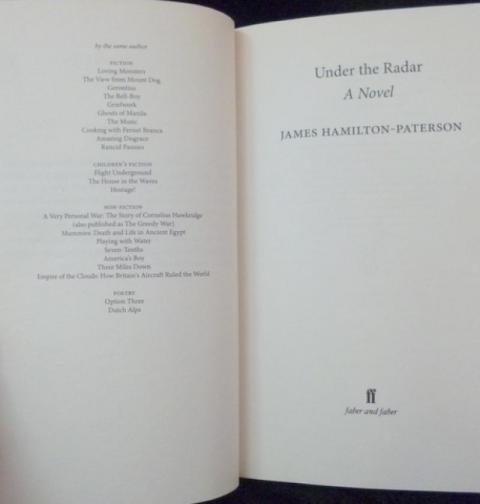 by the same author
FICTION
Loving Monsters
The View from Mount Dog
Gerontius
The Bell-Boy
Griefwork
Ghosts of Manila
The Music
Cooking with Fernet Branca
Amazing Disgrace
Rancid Pansies
CHILDREN'S FICTION
Flight Underground
The House in the Waves
Hostage!
NON-FICTION
A Very Personal War: The Story of Cornelius Hawkridge
(also published as The Greedy War)
Mummies: Death and Life in Ancient Egypt
Playing with Water
Seven-Tenths
America's Boy
Three Miles Down
Empire of the Clouds: How Britain's Aircraft Ruled the World
POETRY
Option Three
Dutch Alps
Under the Radar
A Novel
JAMES HAMILTON-PATERSON
ff
faber and faber